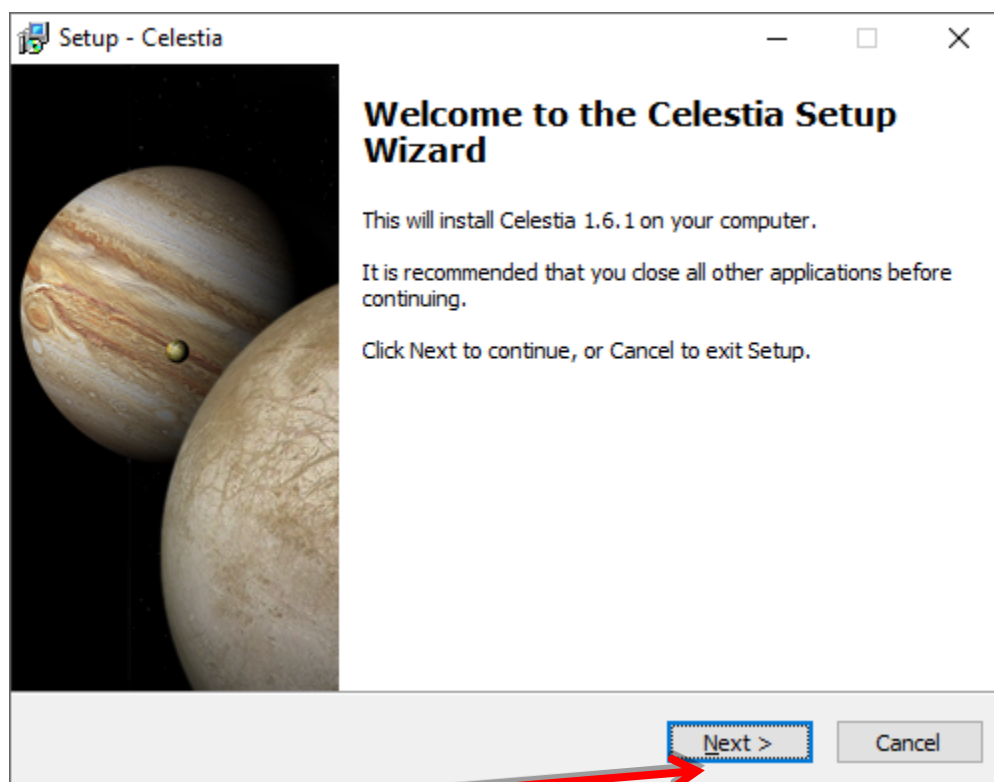 Setup - Celestia
Welcome to the Celestia Setup
Wizard
This will install Celestia 1.6.1 on your computer.
It is recommended that you close all other applications before
continuing.
Click Next to continue, or Cancel to exit Setup.
Next >
Cancel